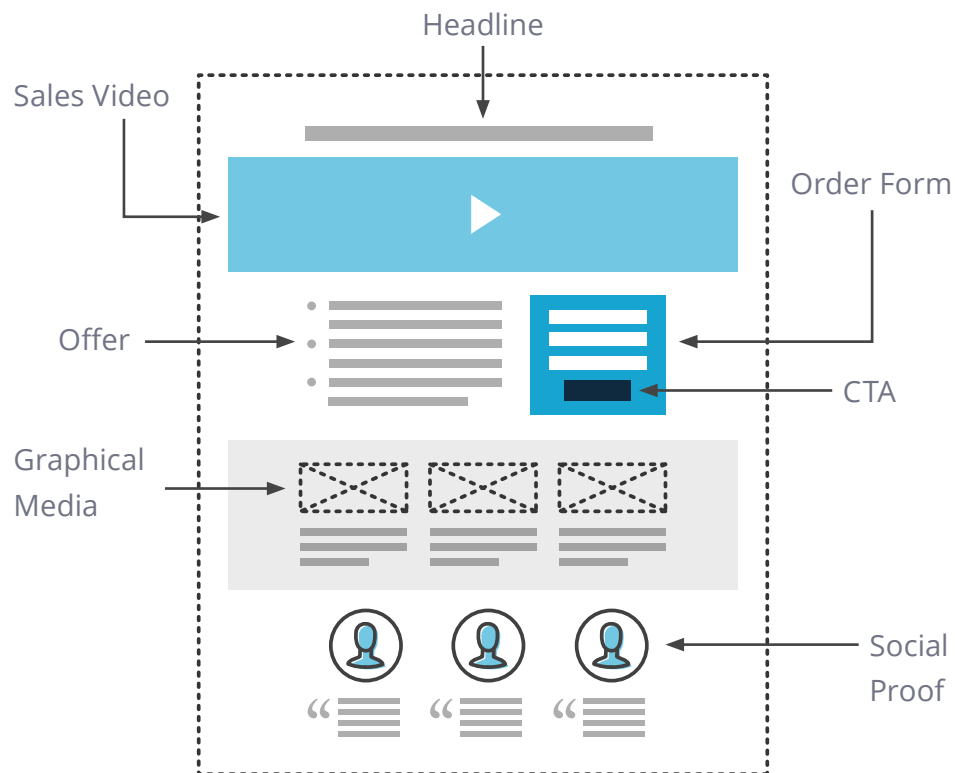 Headline
Sales Video
Order Form
Offer
CTA
Graphical
Media
Social
Proof